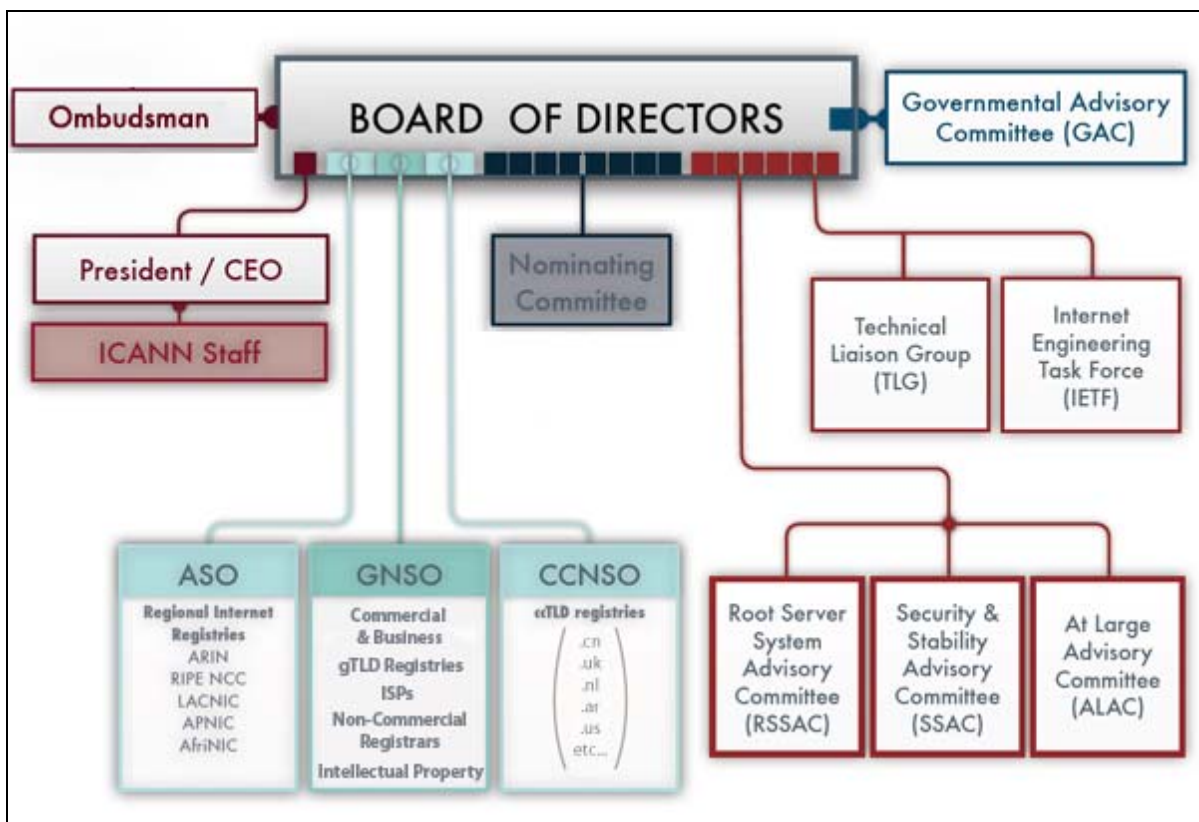 BOARD OF DIRECTORS
Ombudsman
Governmental Advisory
Committee (GAC)
President / CEO
ICANN Staff
Nominating
Committee
Technical
Liaison Group
(TLG)
Internet
Engineering
Task Force
(IETF)
ASO
Regional Internet
Registries
ARIN
RIPE NCC
LACNIC
APNIC
AfriNIC
GNSO
Commercial
& Business
gTLD Registries
ISPs
Non-Commercial
Registrars
Intellectual Property
CCNSO
ccTLD registries
.cn
.uk
.nl
.ar
.us
etc...
Root Server
System
Advisory
Committee
(RSSAC)
Security &
Stability
Advisory
Committee
(SSAC)
At Large
Advisory
Committee
(ALAC)